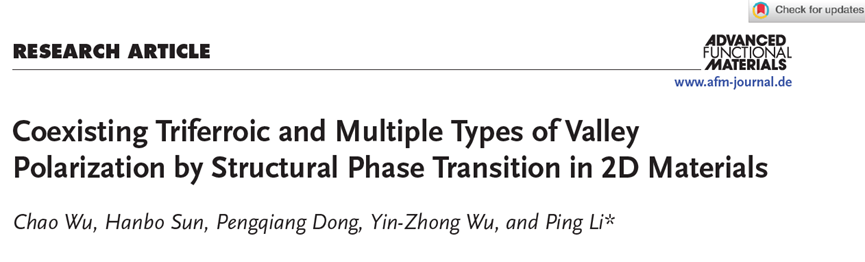 Check for updates
RESEARCH ARTICLE
ADVANCED
FUNCTIONAL
MATERIALS
www.afm-journal.de
Coexisting Triferroic and Multiple Types of Valley
Polarization by Structural Phase Transition in 2D Materials
Chao Wu, Hanbo Sun, Pengqiang Dong, Yin-Zhong Wu, and Ping Li*